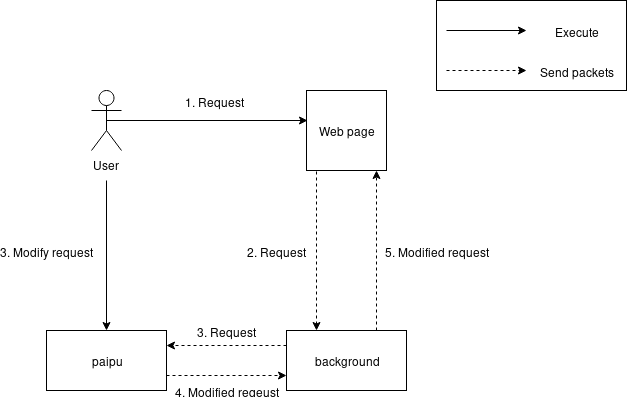 Execute
Send packets
1. Request
Web page
User
3. Modify request
2. Request
5. Modified request
3. Request
paipu
background
4. Modified reqeust